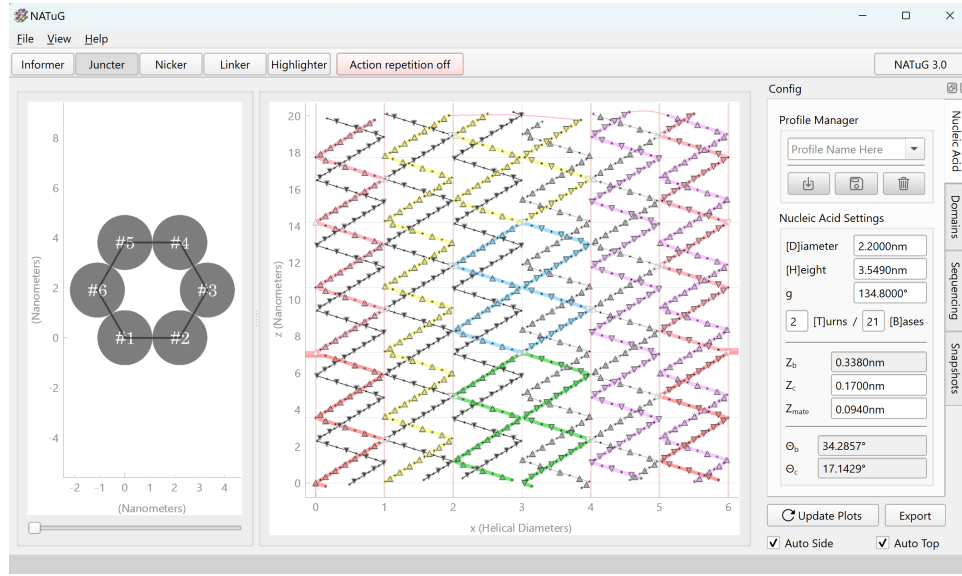 NATuG
File View Help
Informer Juncter Nicker Linker Highlighter Action repetition off NATuG 3.0
Config
Profile Manager
Profile Name Here
Nucleic Acid Settings
[D]iameter 2.2000nm
[H]eight 3.5490nm
g 134.8000°
2 [T]urns / 21 [B]ases
Z_b 0.3380nm
Z_c 0.1700nm
Z_mate 0.0940nm
Θ_b 34.2857°
Θ_c 17.1429°
Update Plots Export
Auto Side Auto Top
Nucleic Acid
Domains
Sequencing
Snapshots
8
6
4
2
0
-2
-4
(Nanometers)
#5 #4
#6 #3
#1 #2
-2 -1 0 1 2 3 4
(Nanometers)
20
18
16
14
12
10
8
6
4
2
0
z (Nanometers)
0 1 2 3 4 5 6
x (Helical Diameters)